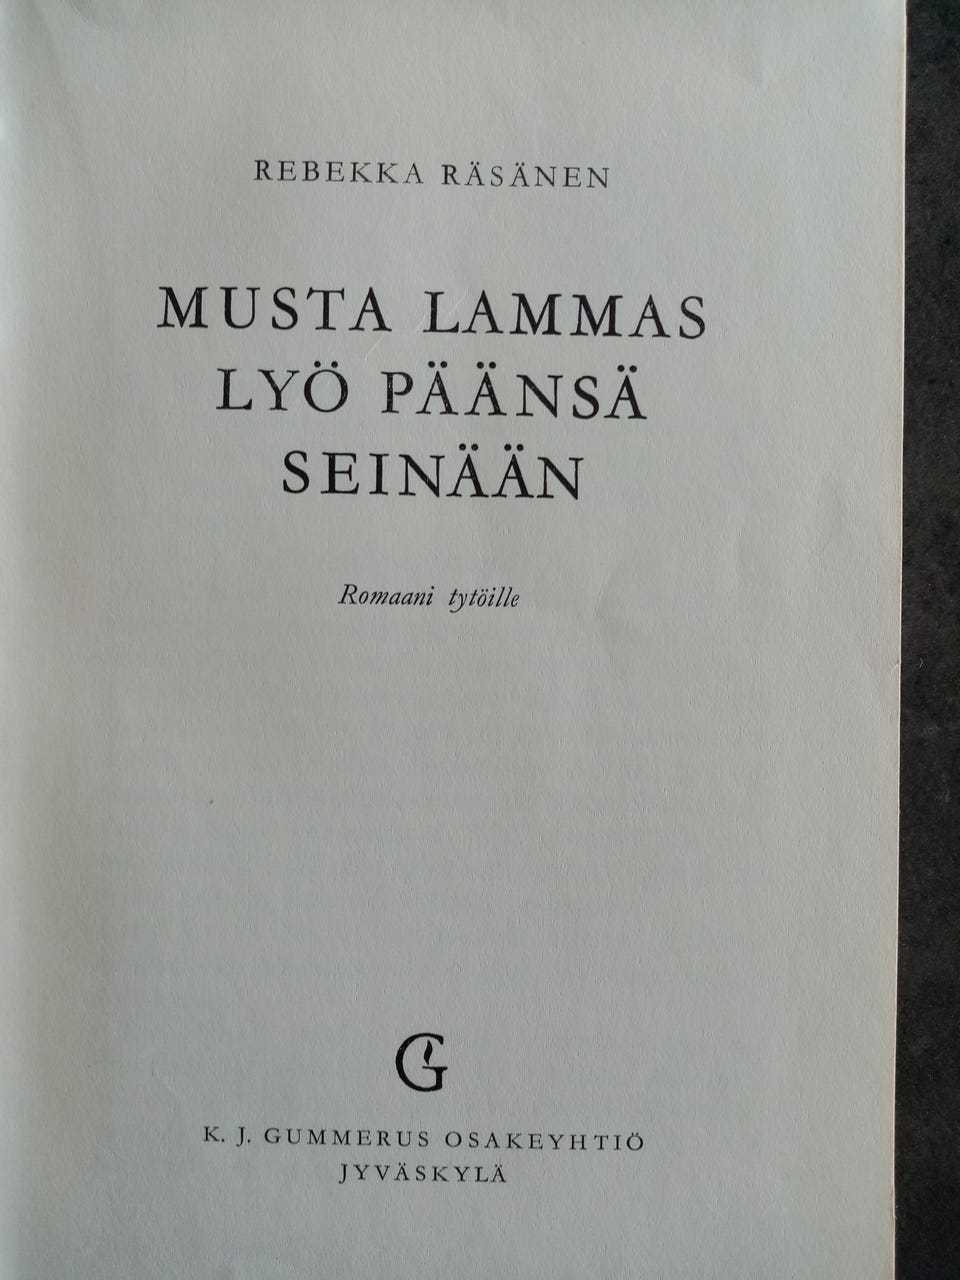 REBEKKA RÄSÄNEN
MUSTA LAMMAS
LYÖ PÄÄNSÄ
SEINÄÄN
Romaani tytöille
G
K. J. GUMMERUS OSAKEYHTIÖ
JYVÄSKYLÄ